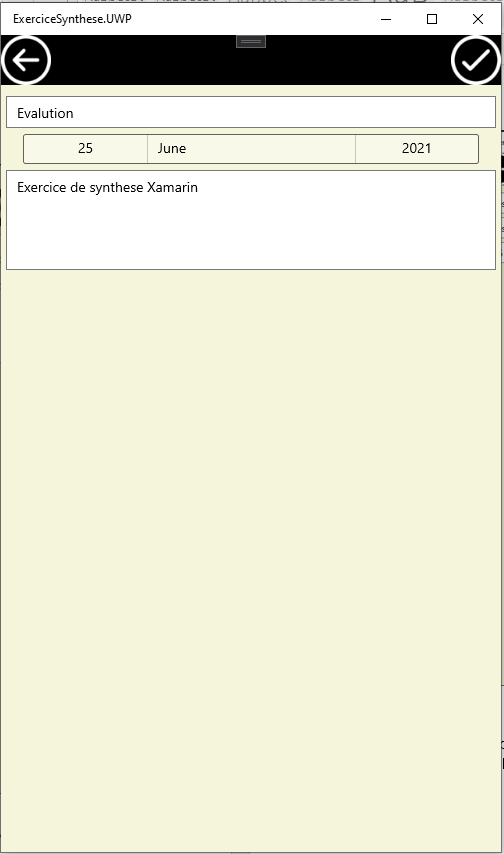 ExerciceSynthese.UWP
Evalution
25 June 2021
Exercice de synthese Xamarin